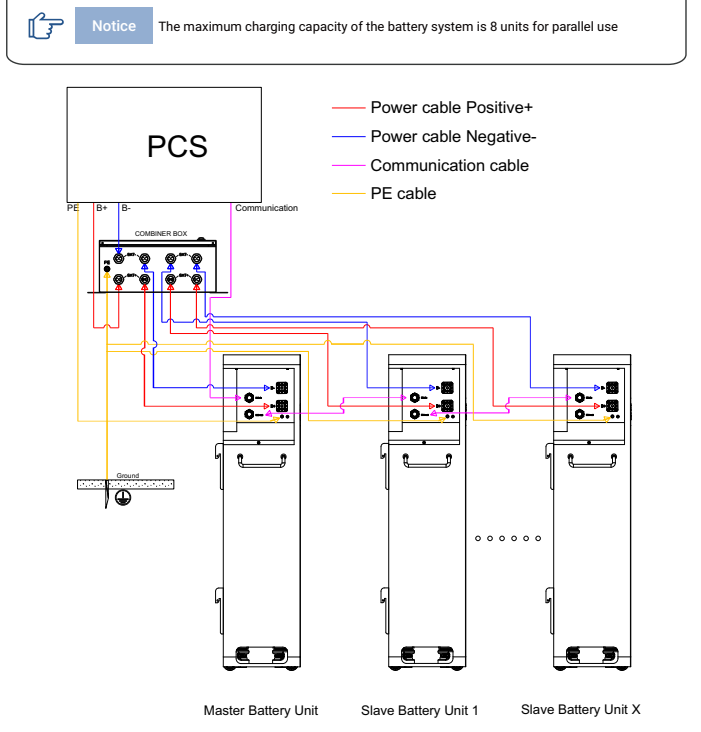 Notice The maximum charging capacity of the battery system is 8 units for parallel use
Power cable Positive+
PCS
Power cable Negative-
Communication cable
PE cable
PE B+ B- Communication
COMBINER BOX
PE
Ground
Master Battery Unit Slave Battery Unit 1 Slave Battery Unit X